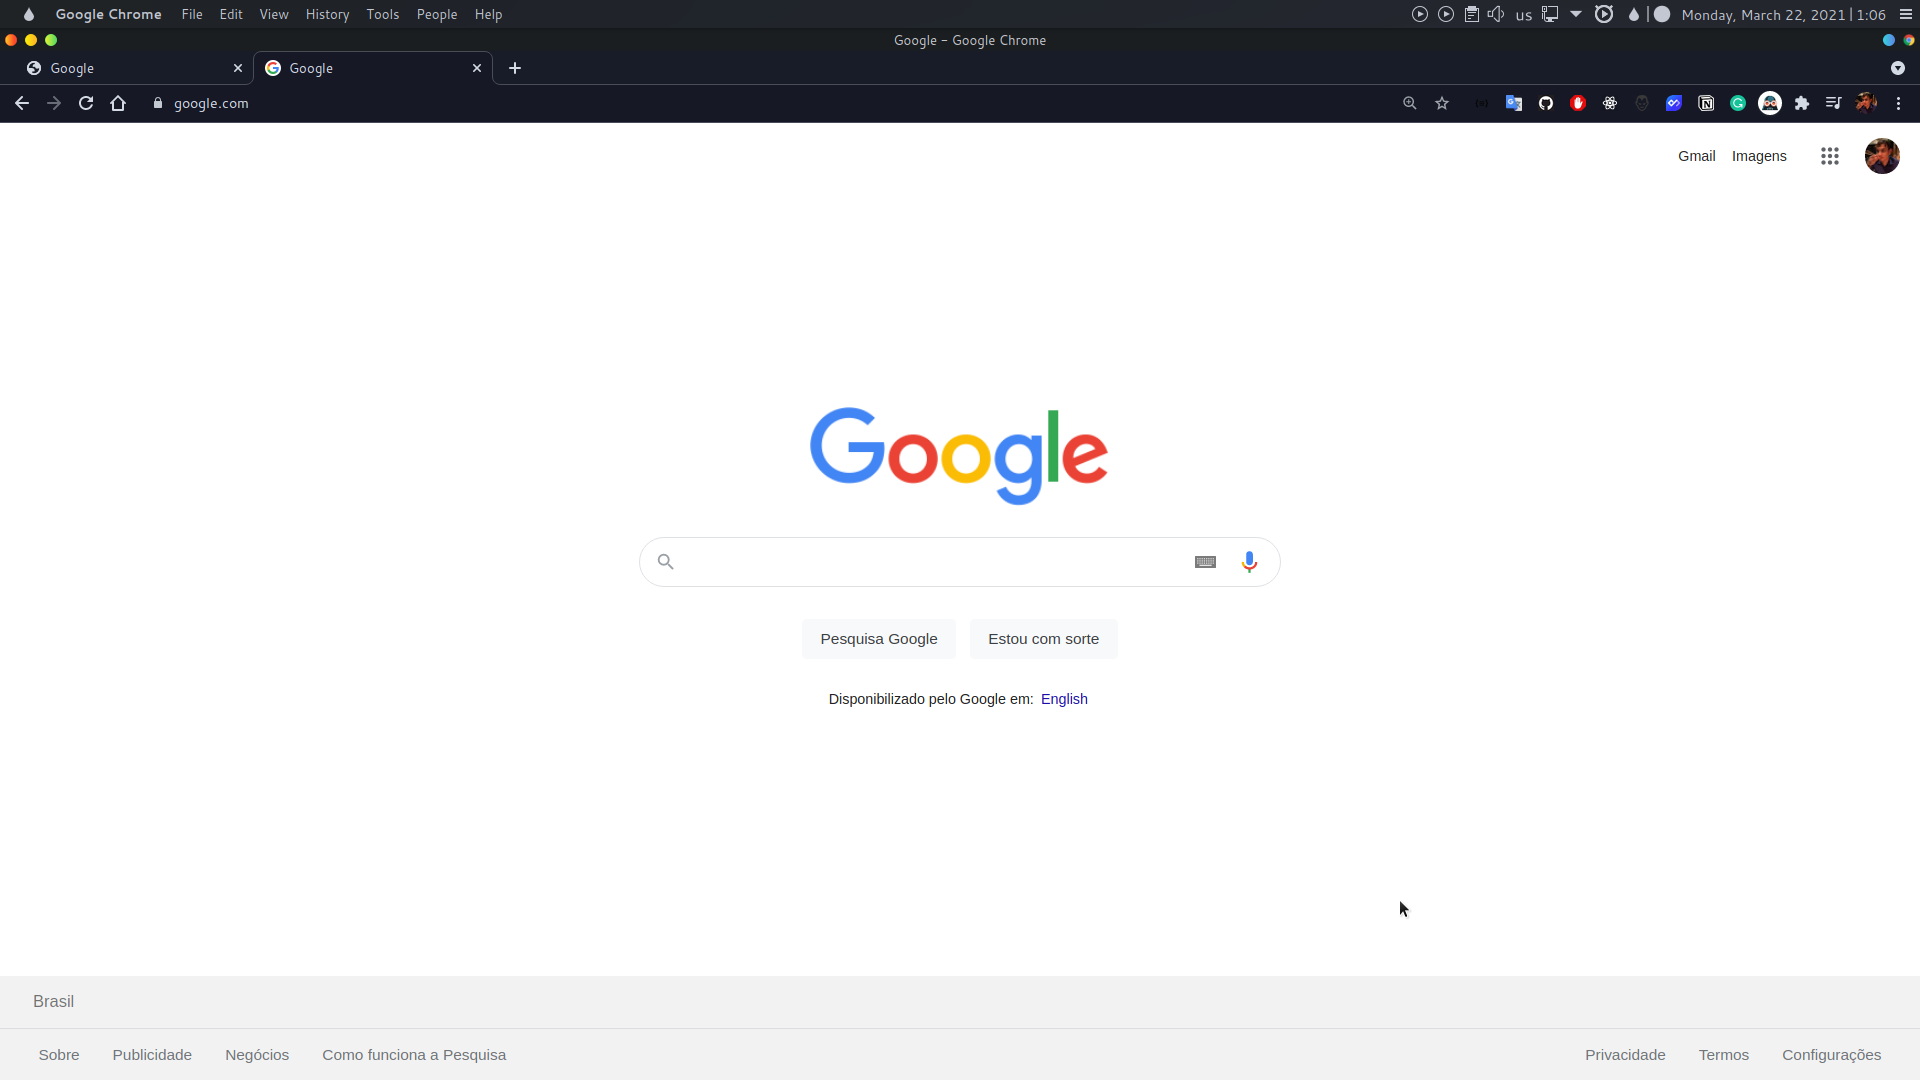 Google Chrome File Edit View History Tools People Help us Monday, March 22, 2021 | 1:06
Google - Google Chrome
Google Google
google.com
Gmail Imagens
Google
Pesquisa Google Estou com sorte
Disponibilizado pelo Google em: English
Brasil
Sobre Publicidade Negócios Como funciona a Pesquisa Privacidade Termos Configurações